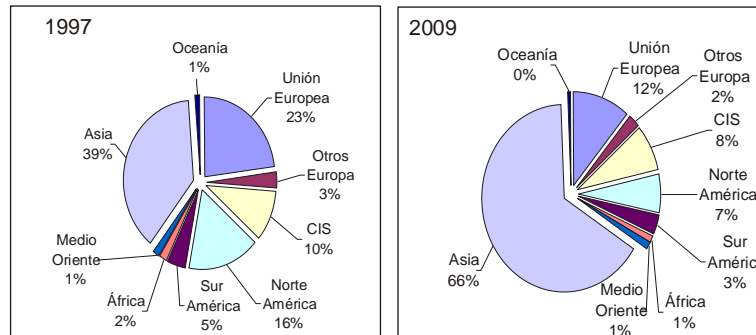 1997
Oceanía
1%
Unión
Europea
23%
Otros
Europa
3%
CIS
10%
Norte
América
16%
Sur
América
5%
África
2%
Medio
Oriente
1%
Asia
39%
2009
Oceanía
0%
Unión
Europea
12%
Otros
Europa
2%
CIS
8%
Norte
América
7%
Sur
América
3%
África
1%
Medio
Oriente
1%
Asia
66%